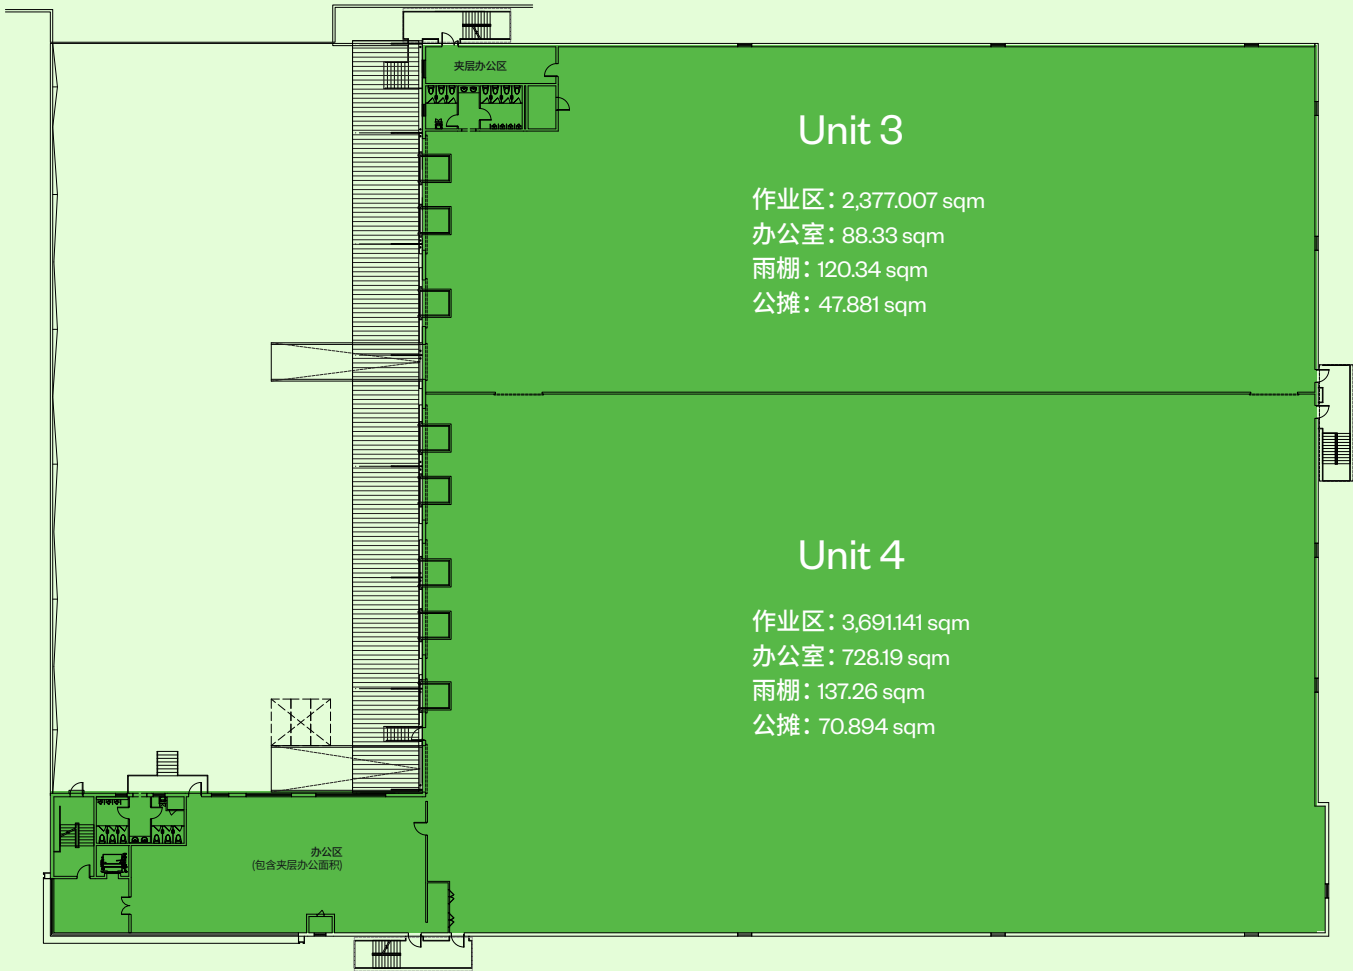 夹层办公区
Unit 3
作业区：2,377.007 sqm
办公室：88.33 sqm
雨棚：120.34 sqm
公摊：47.881 sqm
Unit 4
作业区：3,691.141 sqm
办公室：728.19 sqm
雨棚：137.26 sqm
公摊：70.894 sqm
办公区
(包含夹层办公面积)